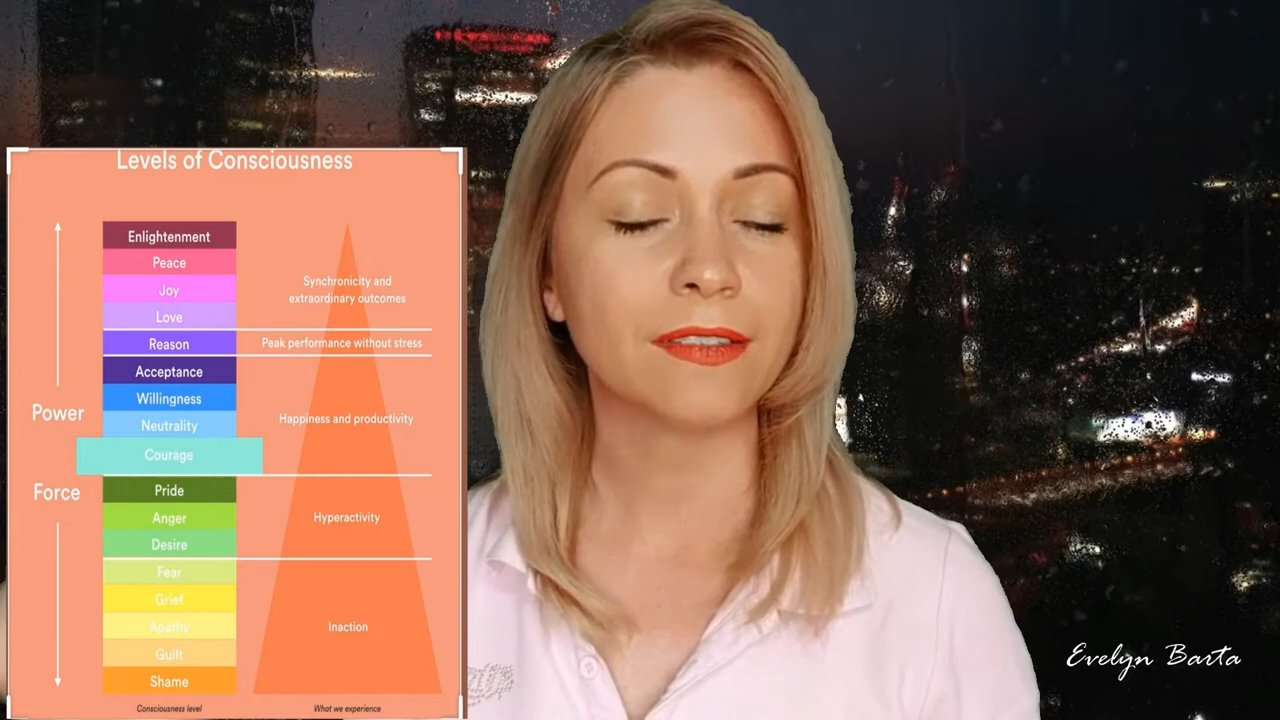 Levels of Consciousness
Enlightenment
Peace
Joy
Love
Reason
Acceptance
Willingness
Neutrality
Courage
Pride
Anger
Desire
Fear
Grief
Apathy
Guilt
Shame
Power
Force
Synchronicity and
extraordinary outcomes
Peak performance without stress
Happiness and productivity
Hyperactivity
Inaction
Consciousness level
What we experience
Evelyn Barta